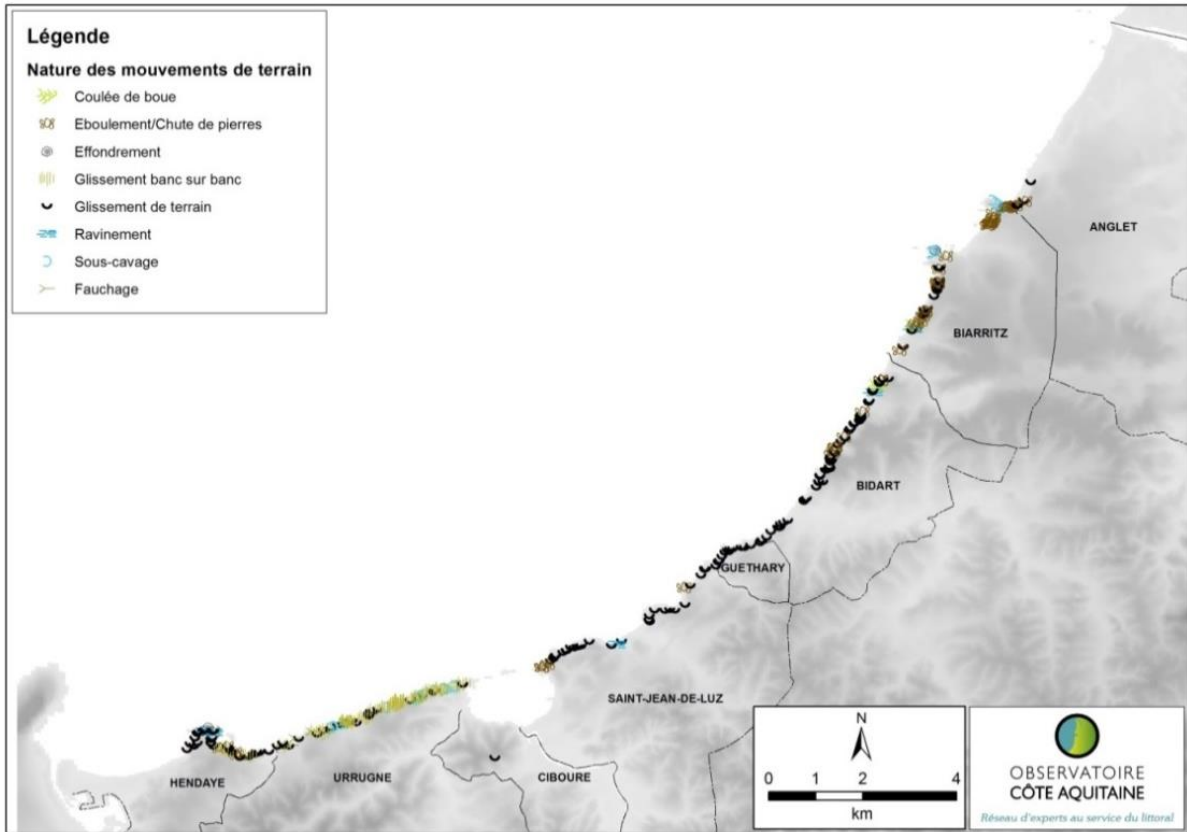 Légende
Nature des mouvements de terrain
Coulée de boue
Eboulement/Chute de pierres
Effondrement
Glissement banc sur banc
Glissement de terrain
Ravinement
Sous-cavage
Fauchage
ANGLET
BIARRITZ
BIDART
GUETHARY
SAINT-JEAN-DE-LUZ
HENDAYE
URRUGNE
CIBOURE
N
0 1 2 4
km
OBSERVATOIRE
CÔTE AQUITAINE
Réseau d'experts au service du littoral